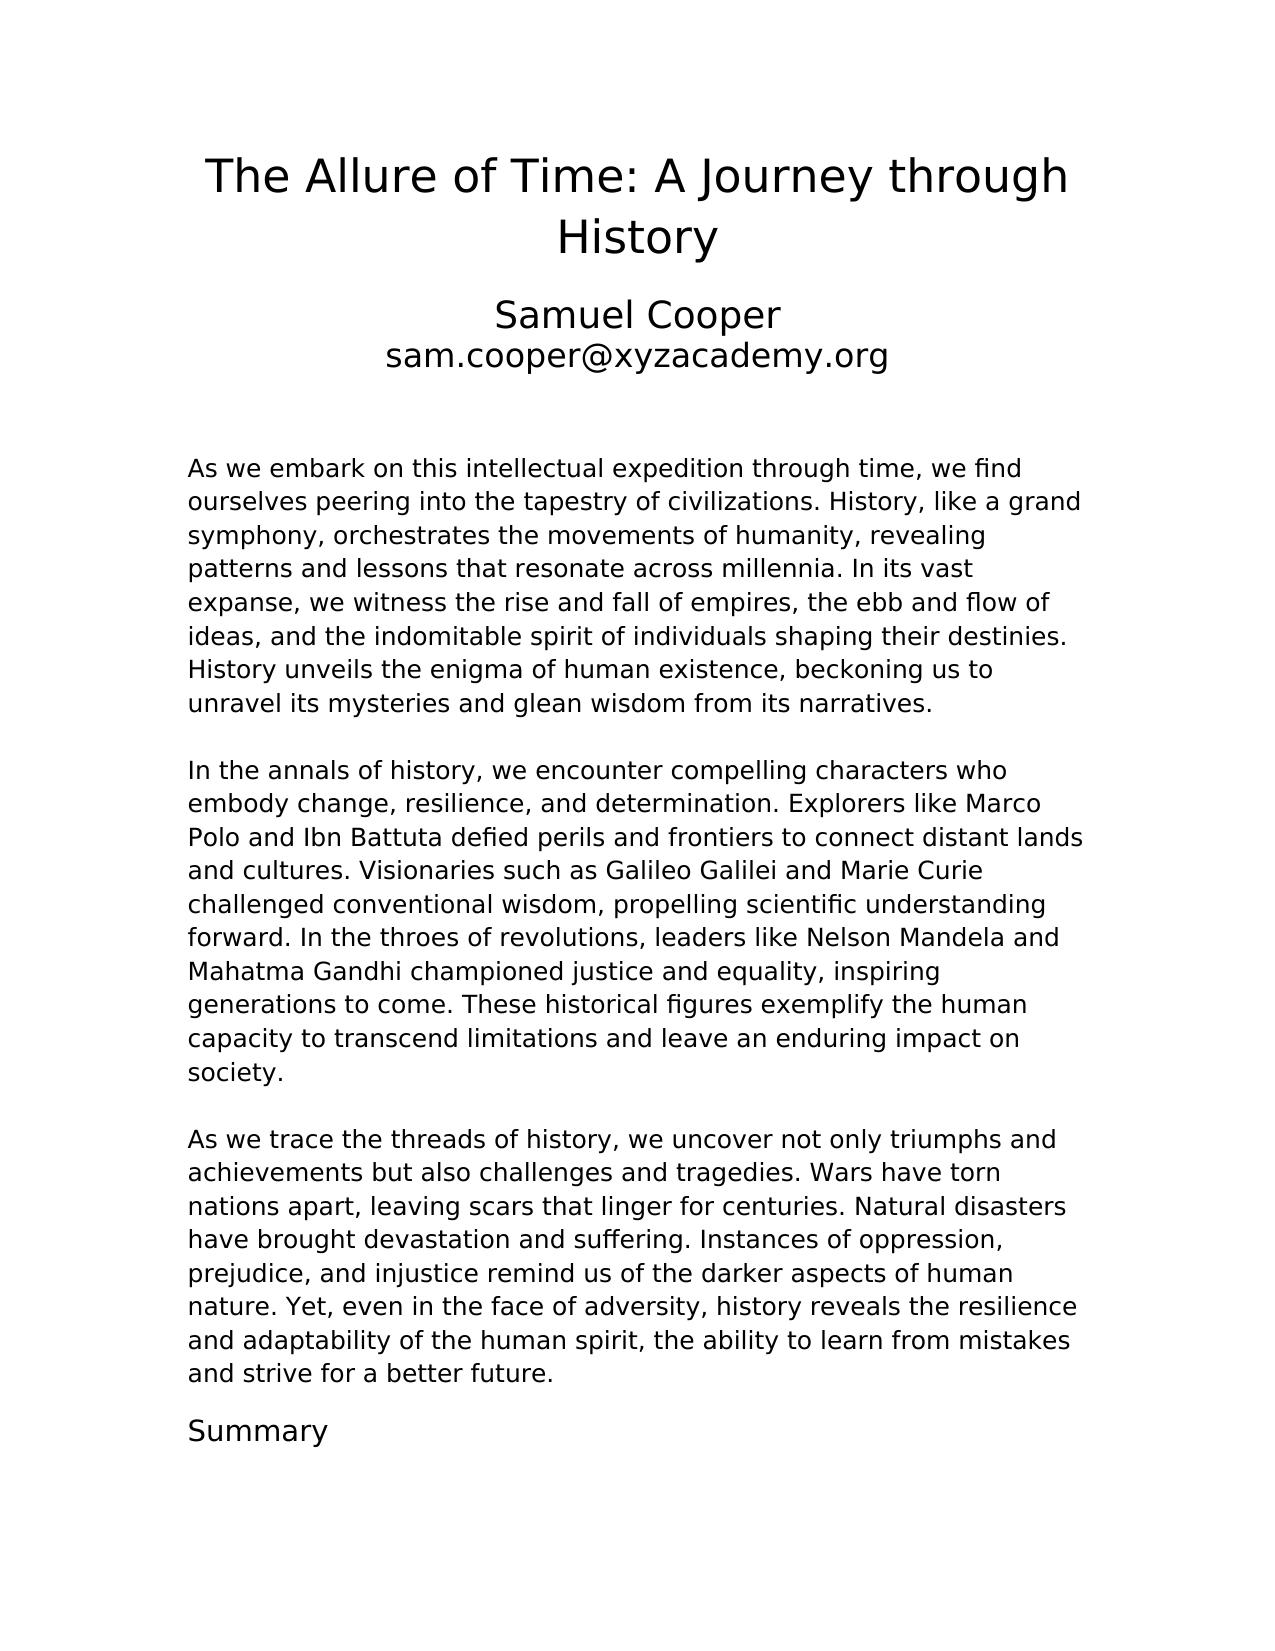 The Allure of Time: A Journey through
History
Samuel Cooper
sam.cooper@xyzacademy.org
As we embark on this intellectual expedition through time, we find
ourselves peering into the tapestry of civilizations. History, like a grand
symphony, orchestrates the movements of humanity, revealing
patterns and lessons that resonate across millennia. In its vast
expanse, we witness the rise and fall of empires, the ebb and flow of
ideas, and the indomitable spirit of individuals shaping their destinies.
History unveils the enigma of human existence, beckoning us to
unravel its mysteries and glean wisdom from its narratives.
In the annals of history, we encounter compelling characters who
embody change, resilience, and determination. Explorers like Marco
Polo and Ibn Battuta defied perils and frontiers to connect distant lands
and cultures. Visionaries such as Galileo Galilei and Marie Curie
challenged conventional wisdom, propelling scientific understanding
forward. In the throes of revolutions, leaders like Nelson Mandela and
Mahatma Gandhi championed justice and equality, inspiring
generations to come. These historical figures exemplify the human
capacity to transcend limitations and leave an enduring impact on
society.
As we trace the threads of history, we uncover not only triumphs and
achievements but also challenges and tragedies. Wars have torn
nations apart, leaving scars that linger for centuries. Natural disasters
have brought devastation and suffering. Instances of oppression,
prejudice, and injustice remind us of the darker aspects of human
nature. Yet, even in the face of adversity, history reveals the resilience
and adaptability of the human spirit, the ability to learn from mistakes
and strive for a better future.
Summary